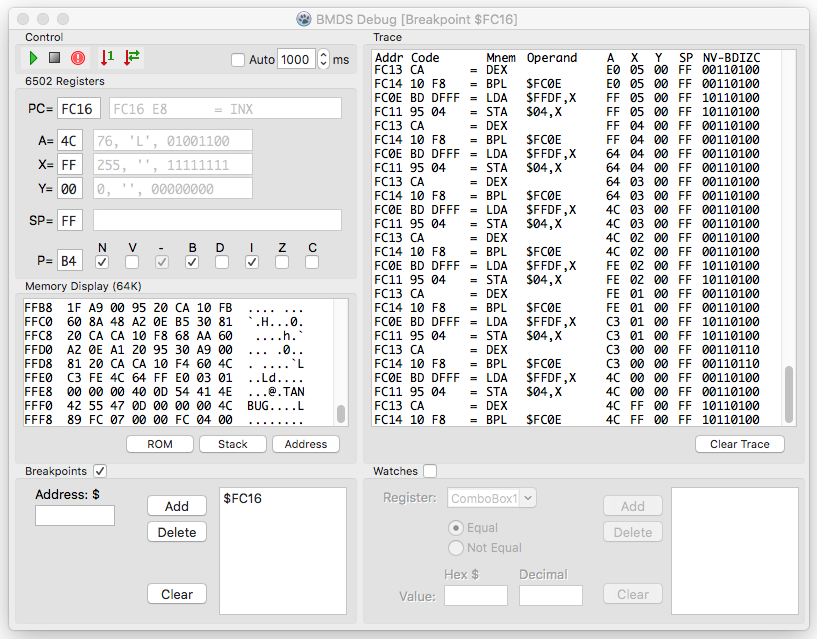 BMDS Debug [Breakpoint $FC16]
Control
Auto 1000 ms
6502 Registers
PC= FC16 FC16 E8 = INX
A= 4C 76, 'L', 01001100
X= FF 255, '', 11111111
Y= 00 0, '', 00000000
SP= FF
N V - B D I Z C
P= B4
Memory Display (64K)
FFB8 1F A9 00 95 20 CA 10 FB .... ...
FFC0 60 8A 48 A2 0E B5 30 81 `.H...0.
FFC8 20 CA CA 10 F8 68 AA 60 ....h.`
FFD0 A2 0E A1 20 95 30 A9 00 ... .0..
FFD8 81 20 CA CA 10 F4 60 4C . ....`L
FFE0 C3 FE 4C 64 FF E0 03 01 ..Ld....
FFE8 00 00 00 40 0D 54 41 4E ...@.TAN
FFF0 42 55 47 0D 00 00 00 4C BUG....L
FFF8 89 FC 07 00 00 FC 04 00 ........
ROM Stack Address
Trace
Addr Code Mnem Operand A X Y SP NV-BDIZC
FC13 CA = DEX E0 05 00 FF 00110100
FC14 10 F8 = BPL $FC0E E0 05 00 FF 00110100
FC0E BD DFFF = LDA $FFDF,X FF 05 00 FF 10110100
FC11 95 04 = STA $04,X FF 05 00 FF 10110100
FC13 CA = DEX FF 04 00 FF 00110100
FC14 10 F8 = BPL $FC0E FF 04 00 FF 00110100
FC0E BD DFFF = LDA $FFDF,X 64 04 00 FF 00110100
FC11 95 04 = STA $04,X 64 04 00 FF 00110100
FC13 CA = DEX 64 03 00 FF 00110100
FC14 10 F8 = BPL $FC0E 64 03 00 FF 00110100
FC0E BD DFFF = LDA $FFDF,X 4C 03 00 FF 00110100
FC11 95 04 = STA $04,X 4C 03 00 FF 00110100
FC13 CA = DEX 4C 02 00 FF 00110100
FC14 10 F8 = BPL $FC0E 4C 02 00 FF 00110100
FC0E BD DFFF = LDA $FFDF,X FE 02 00 FF 10110100
FC11 95 04 = STA $04,X FE 02 00 FF 10110100
FC13 CA = DEX FE 01 00 FF 00110100
FC14 10 F8 = BPL $FC0E FE 01 00 FF 00110100
FC0E BD DFFF = LDA $FFDF,X C3 01 00 FF 10110100
FC11 95 04 = STA $04,X C3 01 00 FF 10110100
FC13 CA = DEX C3 00 00 FF 00110110
FC14 10 F8 = BPL $FC0E C3 00 00 FF 00110110
FC0E BD DFFF = LDA $FFDF,X 4C 00 00 FF 00110100
FC11 95 04 = STA $04,X 4C 00 00 FF 00110100
FC13 CA = DEX 4C FF 00 FF 10110100
FC14 10 F8 = BPL $FC0E 4C FF 00 FF 10110100
Clear Trace
Breakpoints
Address: $
Add
Delete
Clear
$FC16
Watches
Register: ComboBox1
Equal
Not Equal
Hex $ Decimal
Value:
Add
Delete
Clear